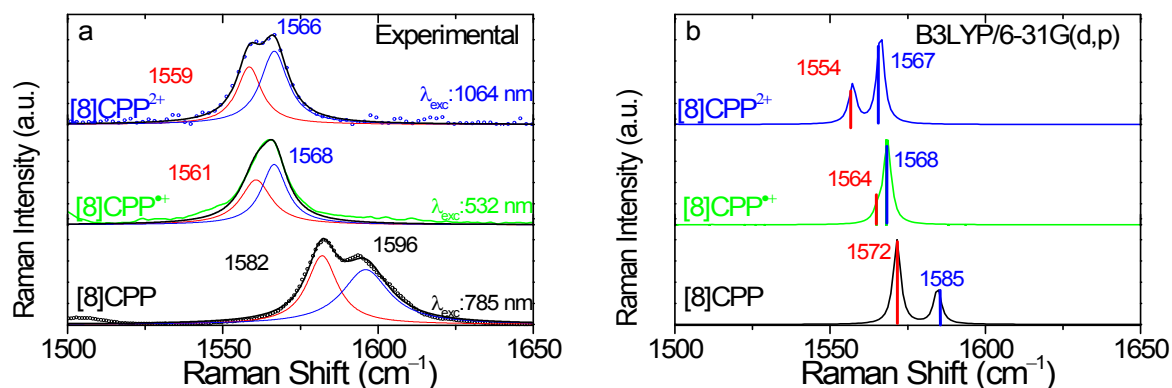 a
Experimental
1566
1559
[8]CPP²⁺
λexc:1064 nm
1568
1561
[8]CPP•⁺
λexc:532 nm
1596
1582
[8]CPP
λexc:785 nm
1500 1550 1600 1650
Raman Shift (cm⁻¹)
Raman Intensity (a.u.)
b
B3LYP/6-31G(d,p)
1554
1567
[8]CPP²⁺
1564
1568
[8]CPP•⁺
1572
1585
[8]CPP
1500 1550 1600 1650
Raman Shift (cm⁻¹)
Raman Intensity (a.u.)